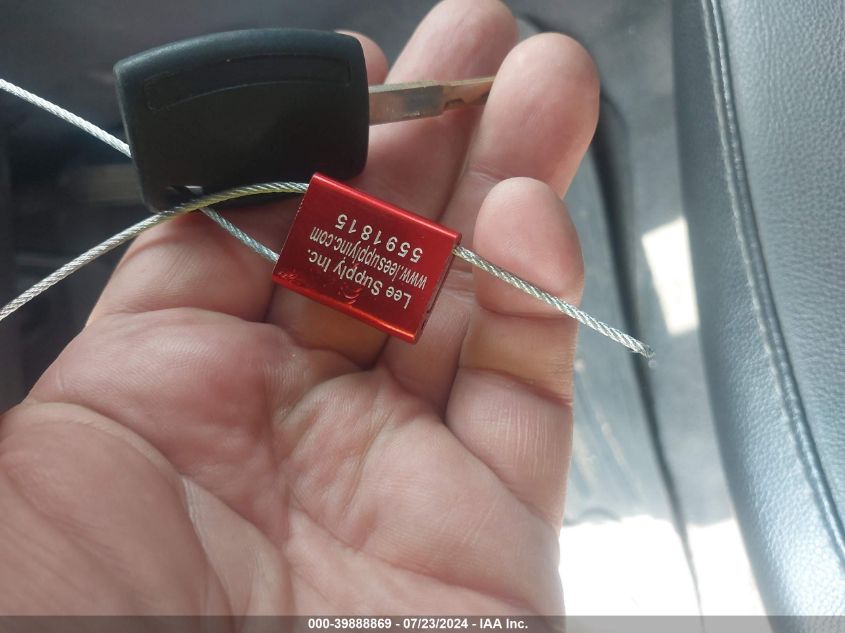 Lee Supply Inc.
www.leesupplyinc.com
5591815
000-39888869 - 07/23/2024 - IAA Inc.